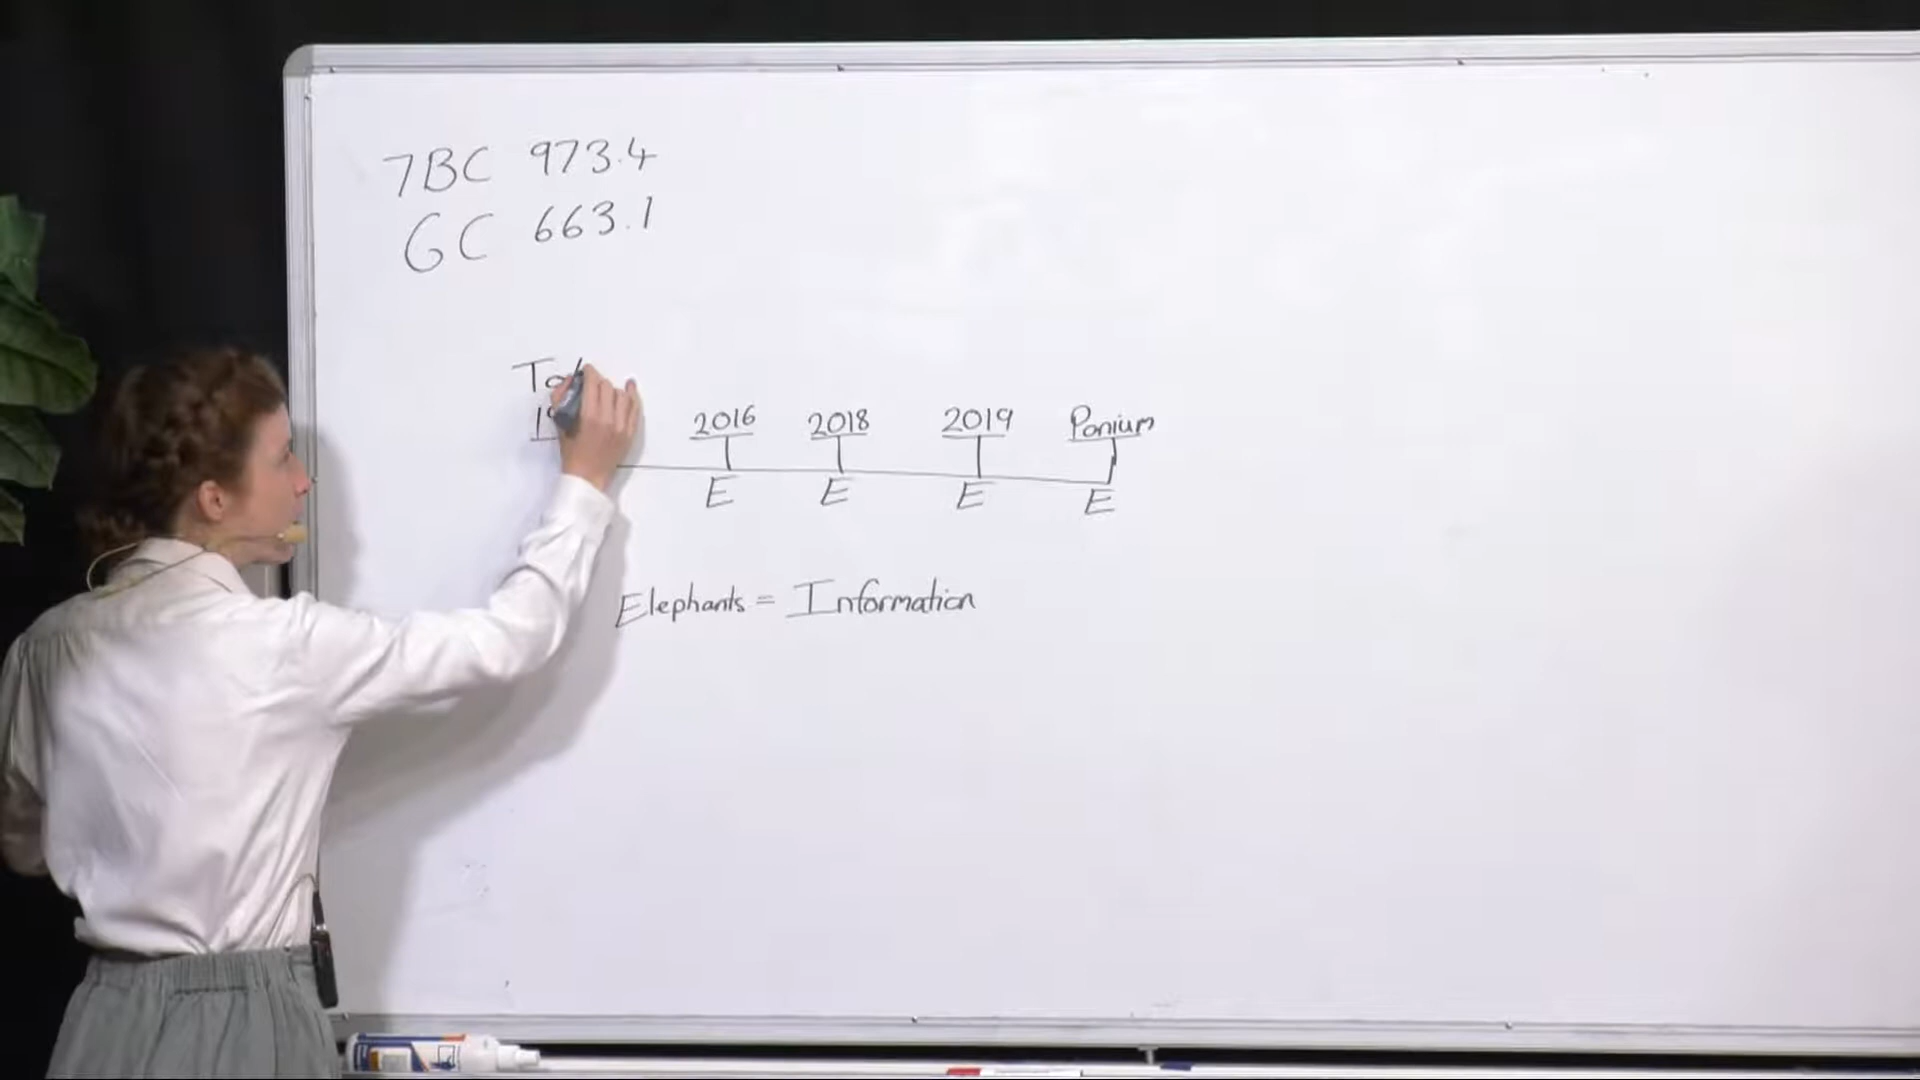 7BC 973.4
GC 663.1
2016 2018 2019 Panium
E E E E
Elephants = Information